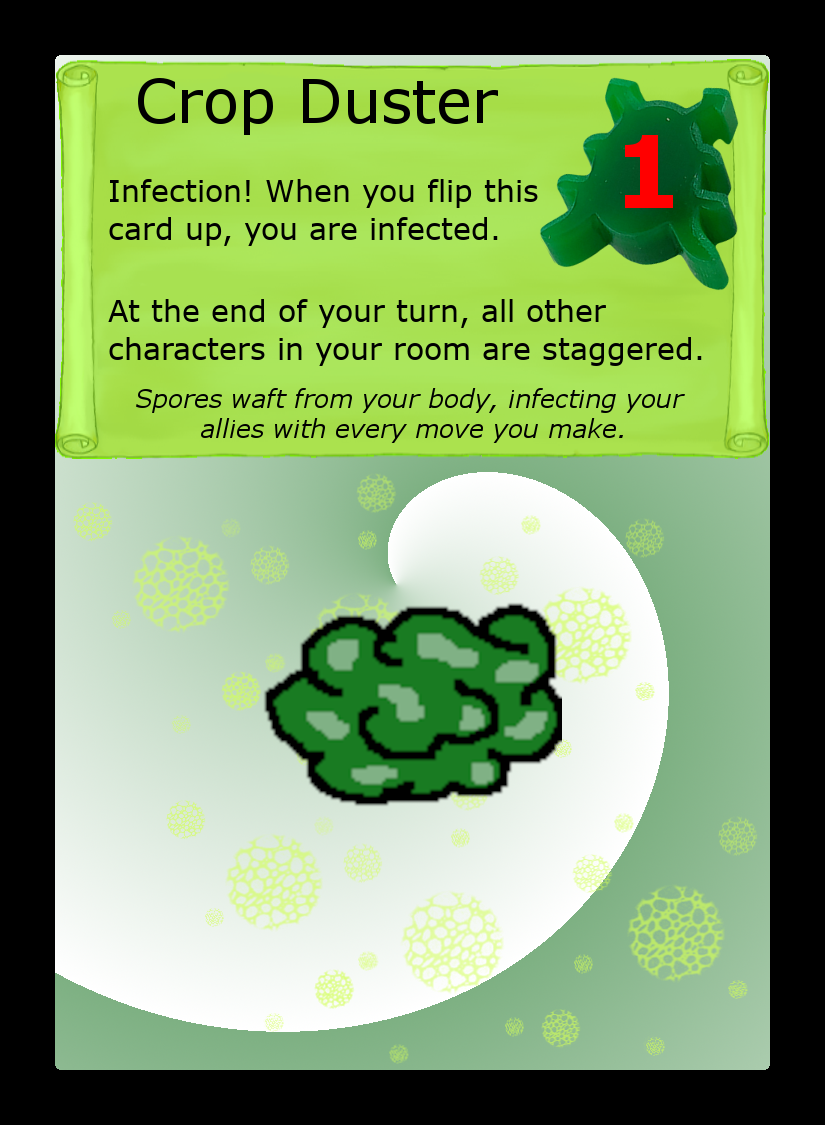 Crop Duster
1
Infection! When you flip this
card up, you are infected.
At the end of your turn, all other
characters in your room are staggered.
Spores waft from your body, infecting your
allies with every move you make.